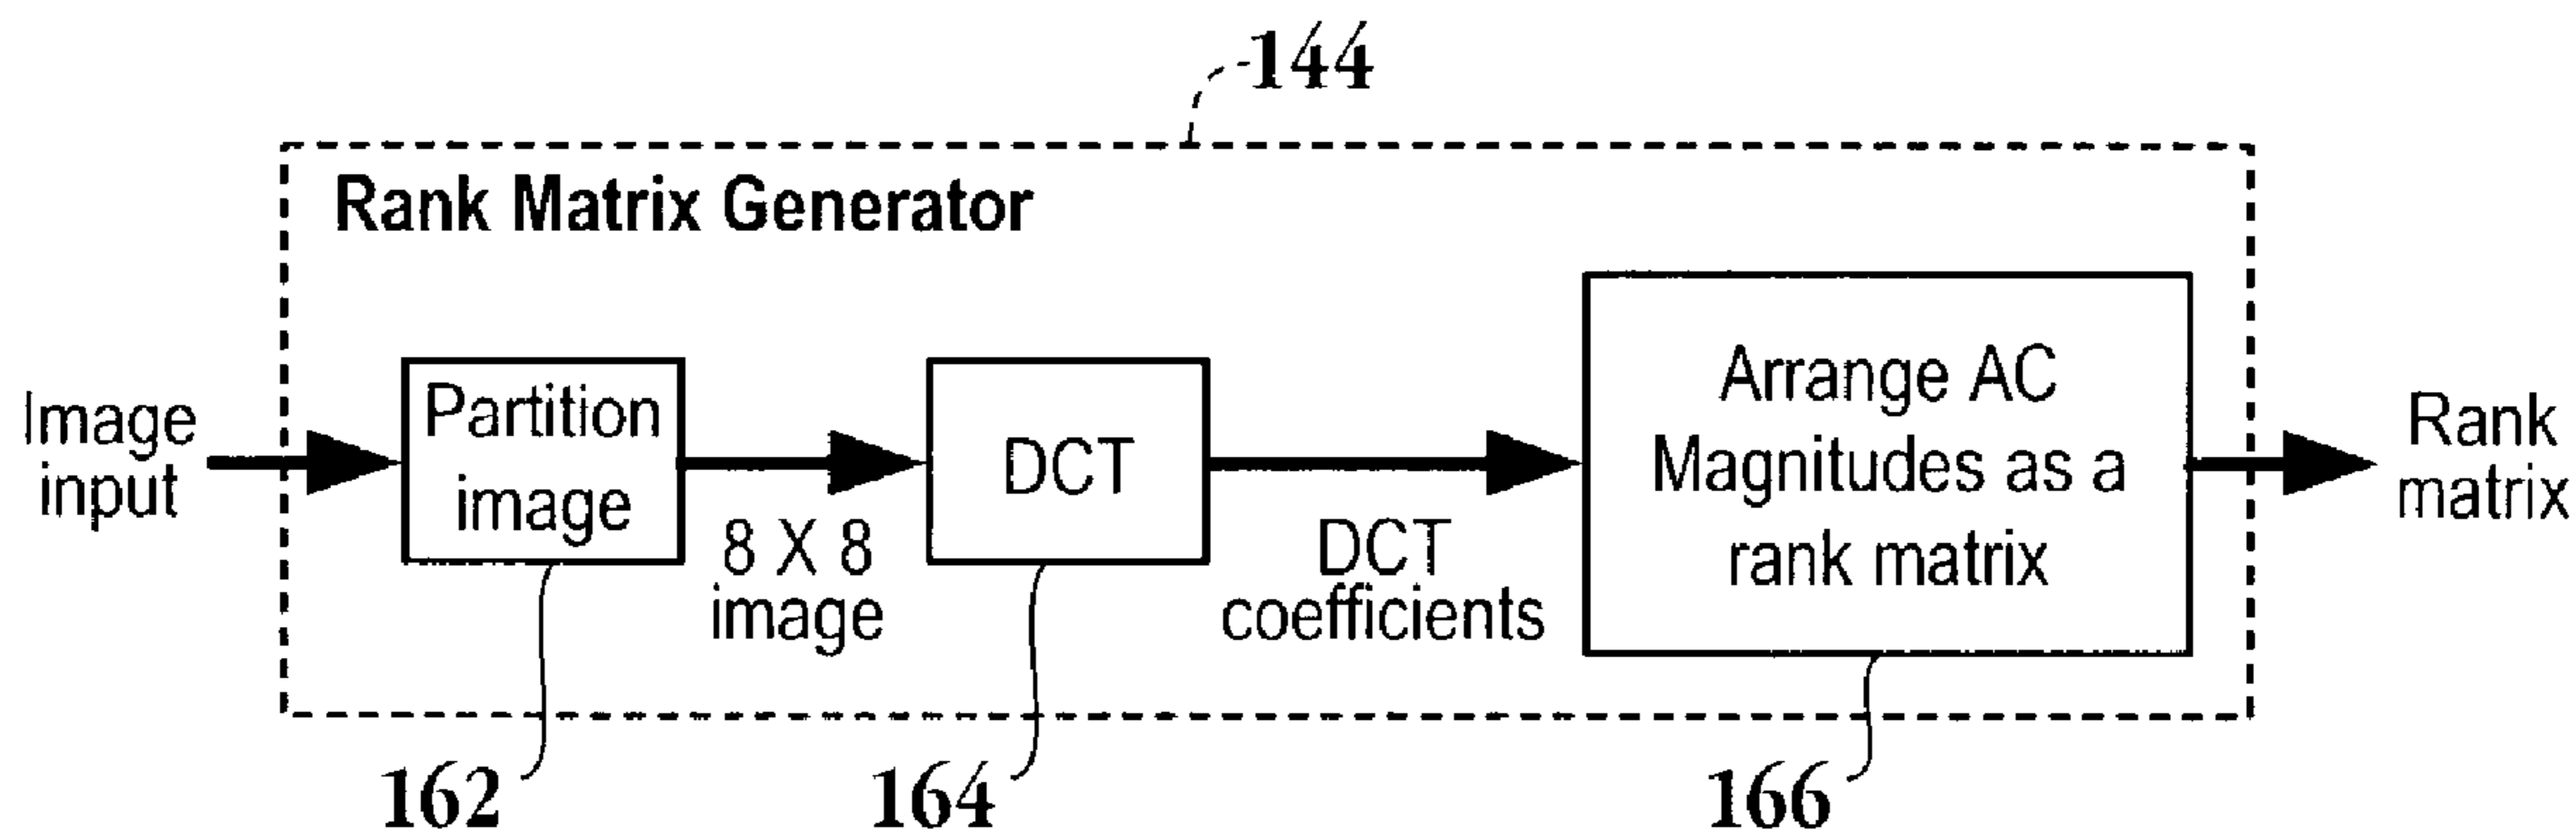 144
Rank Matrix Generator
Image
input
Partition
image
8 X 8
image
DCT
DCT
coefficients
Arrange AC
Magnitudes as a
rank matrix
Rank
matrix
162
164
166